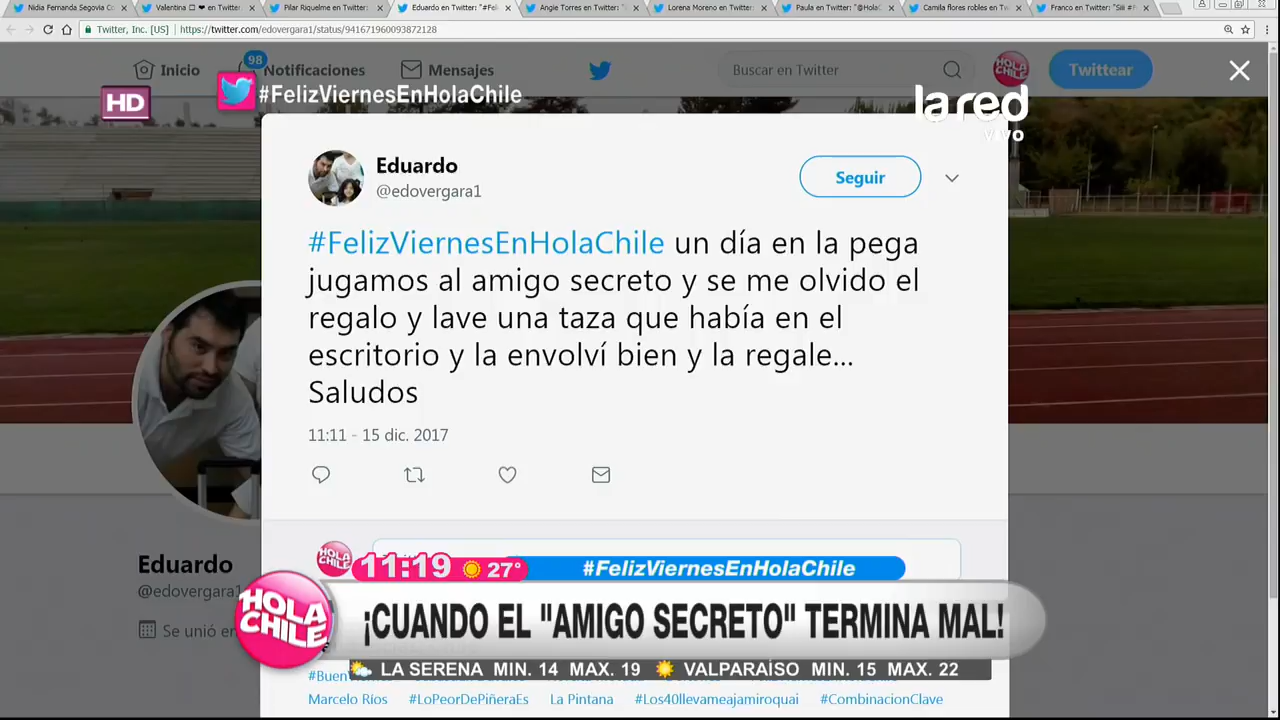 Nidia Fernanda Segovia Co
Valentina
❤ en Twitter:
Pilar Riquelme en Twitter:
Eduardo en Twitter: "#Feli
Angie Torres en Twitter: "
Lorena Moreno en Twitter:
Paula en Twitter: "@HolaC
Camila flores robles en Tw
Franco en Twitter: "Siii #F
Twitter, Inc. [US]
https://twitter.com/edovergara1/status/941671960093872128
Inicio
98
Notificaciones
Mensajes
Buscar en Twitter
HOLA CHILE
Twittear
HD
#FelizViernesEnHolaChile
la red
VIVO
Eduardo
@edovergara1
Seguir
#FelizViernesEnHolaChile un día en la pega
jugamos al amigo secreto y se me olvido el
regalo y lave una taza que había en el
escritorio y la envolví bien y la regale...
Saludos
11:11 - 15 dic. 2017
Eduardo
@edovergara1
Se unió en
HOLA CHILE
11:19
27°
#FelizViernesEnHolaChile
HOLA
CHILE
¡CUANDO EL "AMIGO SECRETO" TERMINA MAL!
LA SERENA MIN. 14 MAX. 19
VALPARAÍSO MIN. 15 MAX. 22
Marcelo Ríos #LoPeorDePiñeraEs La Pintana #Los40llevameajamiroquai #CombinacionClave